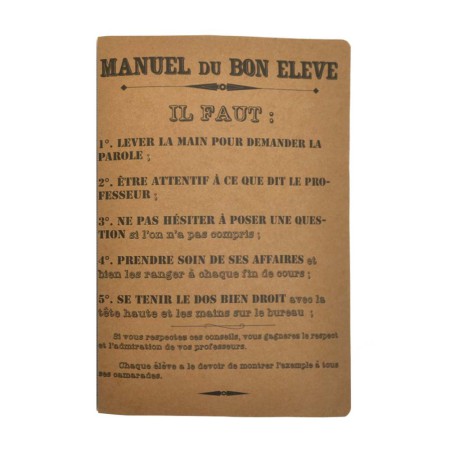 MANUEL DU BON ELEVE
IL FAUT :
1°. LEVER LA MAIN POUR DEMANDER LA
PAROLE ;
2°. ÊTRE ATTENTIF À CE QUE DIT LE PRO-
FESSEUR ;
3°. NE PAS HÉSITER À POSER UNE QUES-
TION si l'on n'a pas compris ;
4°. PRENDRE SOIN DE SES AFFAIRES et
bien les ranger à chaque fin de cours ;
5°. SE TENIR LE DOS BIEN DROIT avec la
tête haute et les mains sur le bureau ;
Si vous respectez ces conseils, vous gagnerez le respect
et l'admiration de vos professeurs.
Chaque élève a le devoir de montrer l'exemple à tous
ses camarades.